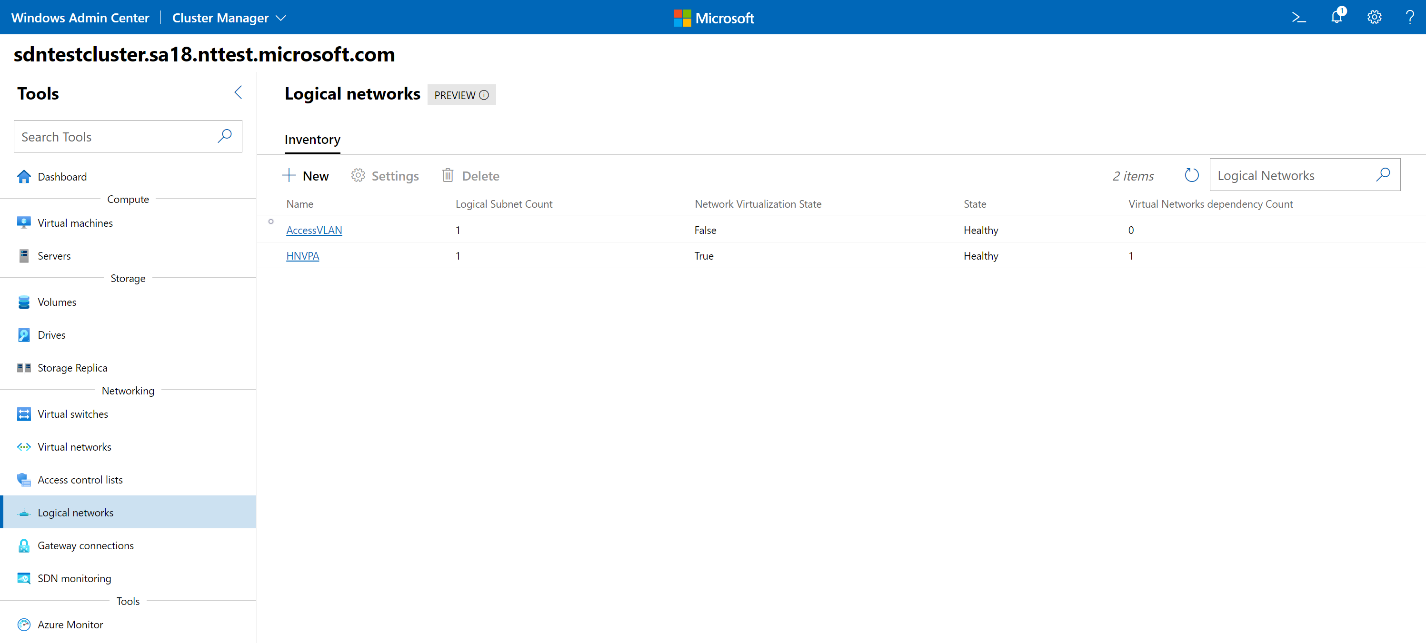 Windows Admin Center Cluster Manager Microsoft 1 ?
sdntestcluster.sa18.nttest.microsoft.com
Tools
Search Tools
Dashboard
Compute
Virtual machines
Servers
Storage
Volumes
Drives
Storage Replica
Networking
Virtual switches
Virtual networks
Access control lists
Logical networks
Gateway connections
SDN monitoring
Tools
Azure Monitor
Logical networks PREVIEW
Inventory
New Settings Delete 2 items Logical Networks
Name Logical Subnet Count Network Virtualization State State Virtual Networks dependency Count
AccessVLAN 1 False Healthy 0
HNVPA 1 True Healthy 1